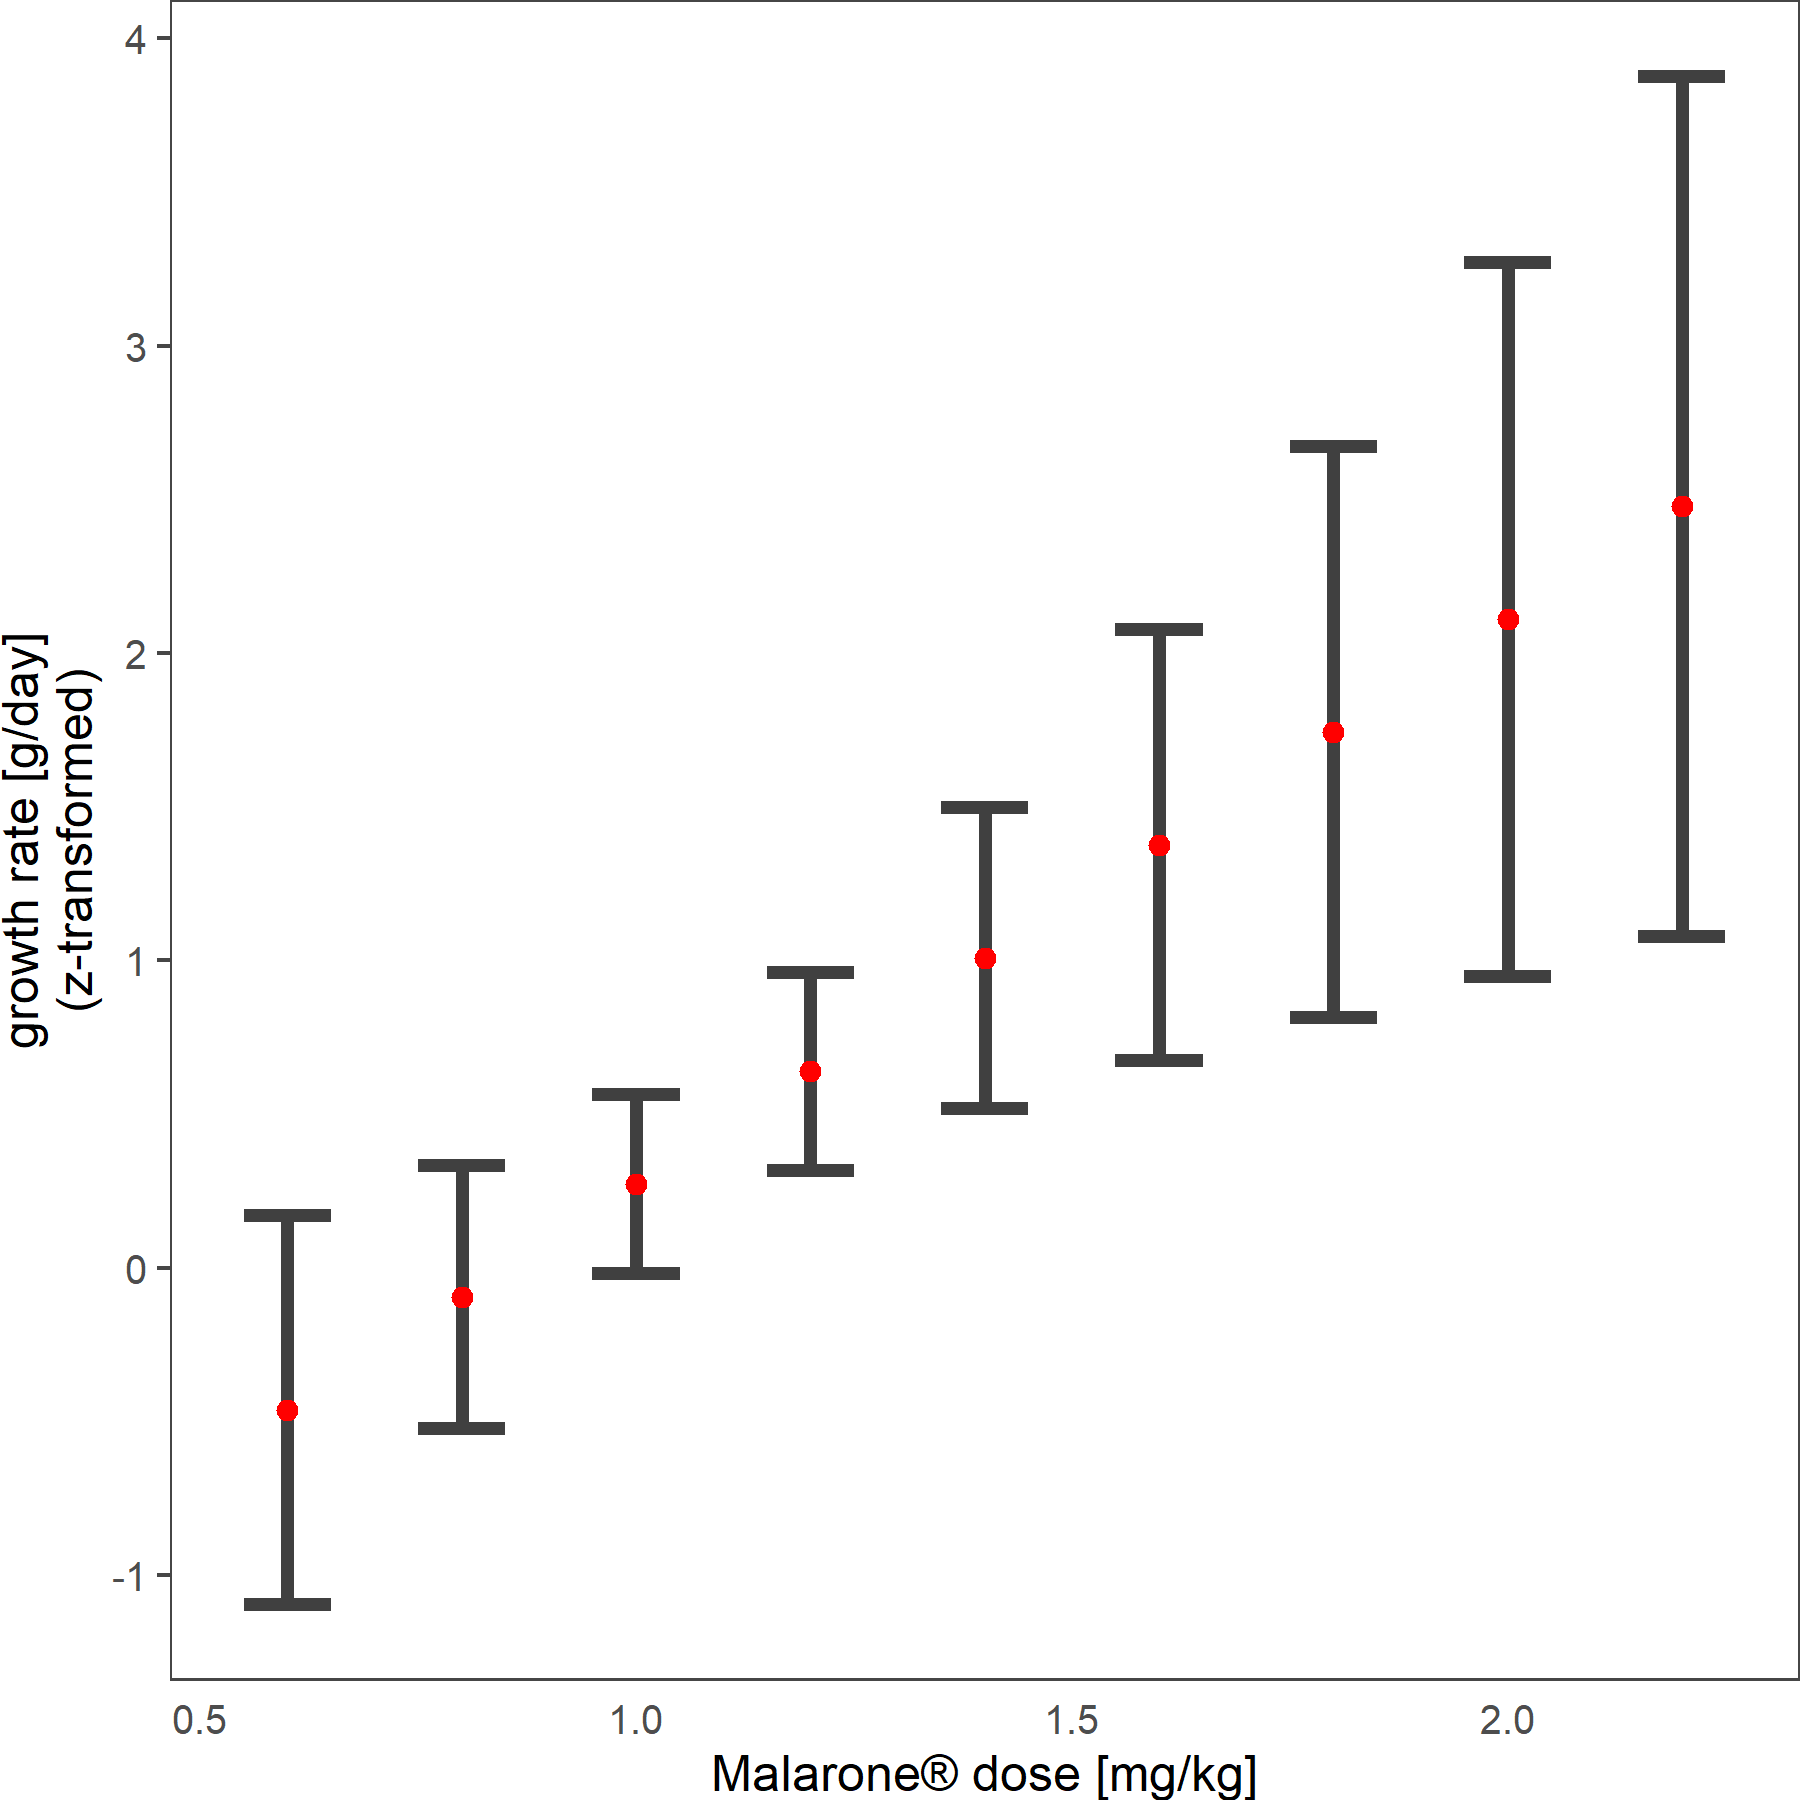 4
3
2
1
0
-1
growth rate [g/day]
(z-transformed)
0.5 1.0 1.5 2.0
Malarone® dose [mg/kg]